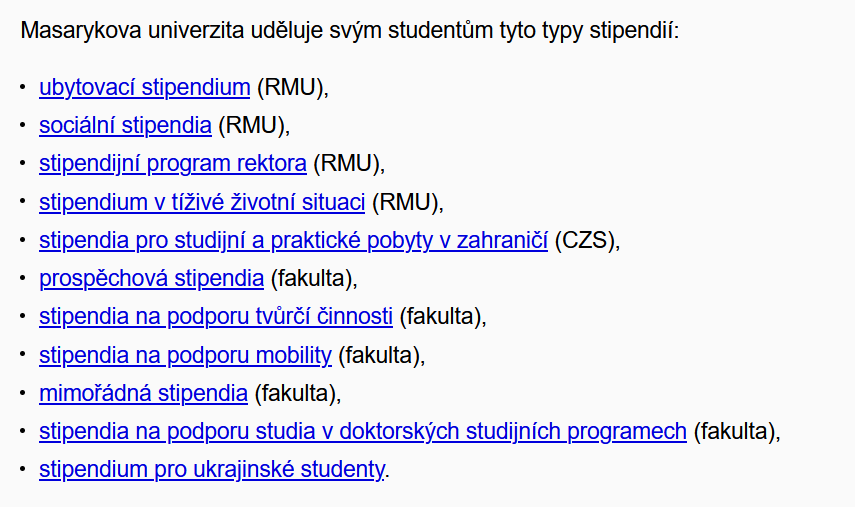 Masarykova univerzita uděluje svým studentům tyto typy stipendií:
• ubytovací stipendium (RMU),
• sociální stipendia (RMU),
• stipendijní program rektora (RMU),
• stipendium v tíživé životní situaci (RMU),
• stipendia pro studijní a praktické pobyty v zahraničí (CZS),
• prospěchová stipendia (fakulta),
• stipendia na podporu tvůrčí činnosti (fakulta),
• stipendia na podporu mobility (fakulta),
• mimořádná stipendia (fakulta),
• stipendia na podporu studia v doktorských studijních programech (fakulta),
• stipendium pro ukrajinské studenty.